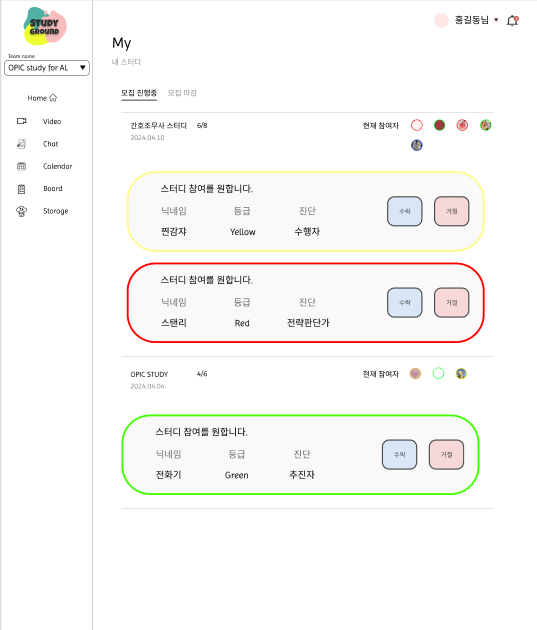 STUDY
GROUND
홍길동님 ▼
Team name
OPIC study for AL ▼
My
내 스터디
Home
모집 진행중 모집 마감
Video
간호조무사 스터디 6/8 현재 참여자
2024.04.10
Chat
Calendar
Board
Storage
스터디 참여를 원합니다.
닉네임 등급 진단
찐감쟈 Yellow 수행자
수락 거절
스터디 참여를 원합니다.
닉네임 등급 진단
스탠리 Red 전략판단가
수락 거절
OPIC STUDY 4/6 현재 참여자
2024.04.04
스터디 참여를 원합니다.
닉네임 등급 진단
전화기 Green 추진자
수락 거절